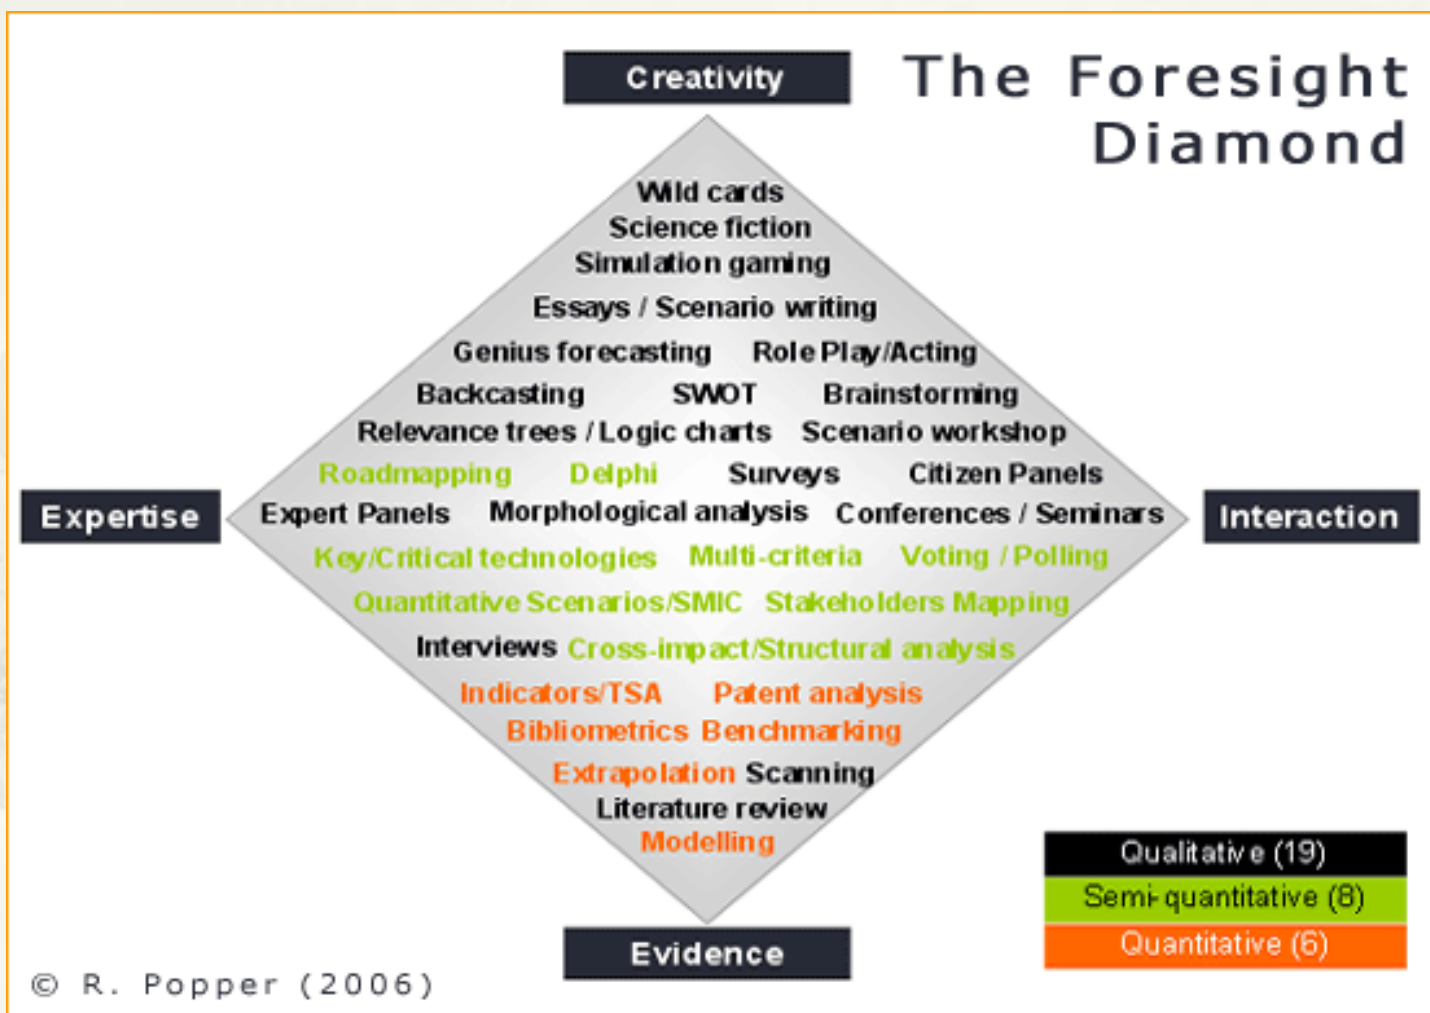 Creativity
The Foresight
Diamond
Wild cards
Science fiction
Simulation gaming
Essays / Scenario writing
Genius forecasting Role Play/Acting
Backcasting SWOT Brainstorming
Relevance trees / Logic charts Scenario workshop
Roadmapping Delphi Surveys Citizen Panels
Expertise
Expert Panels Morphological analysis Conferences / Seminars
Interaction
Key/Critical technologies Multi-criteria Voting / Polling
Quantitative Scenarios/SMIC Stakeholders Mapping
Interviews Cross-impact/Structural analysis
Indicators/TSA Patent analysis
Bibliometrics Benchmarking
Extrapolation Scanning
Literature review
Modelling
Qualitative (19)
Semi-quantitative (8)
Quantitative (6)
Evidence
© R. Popper (2006)